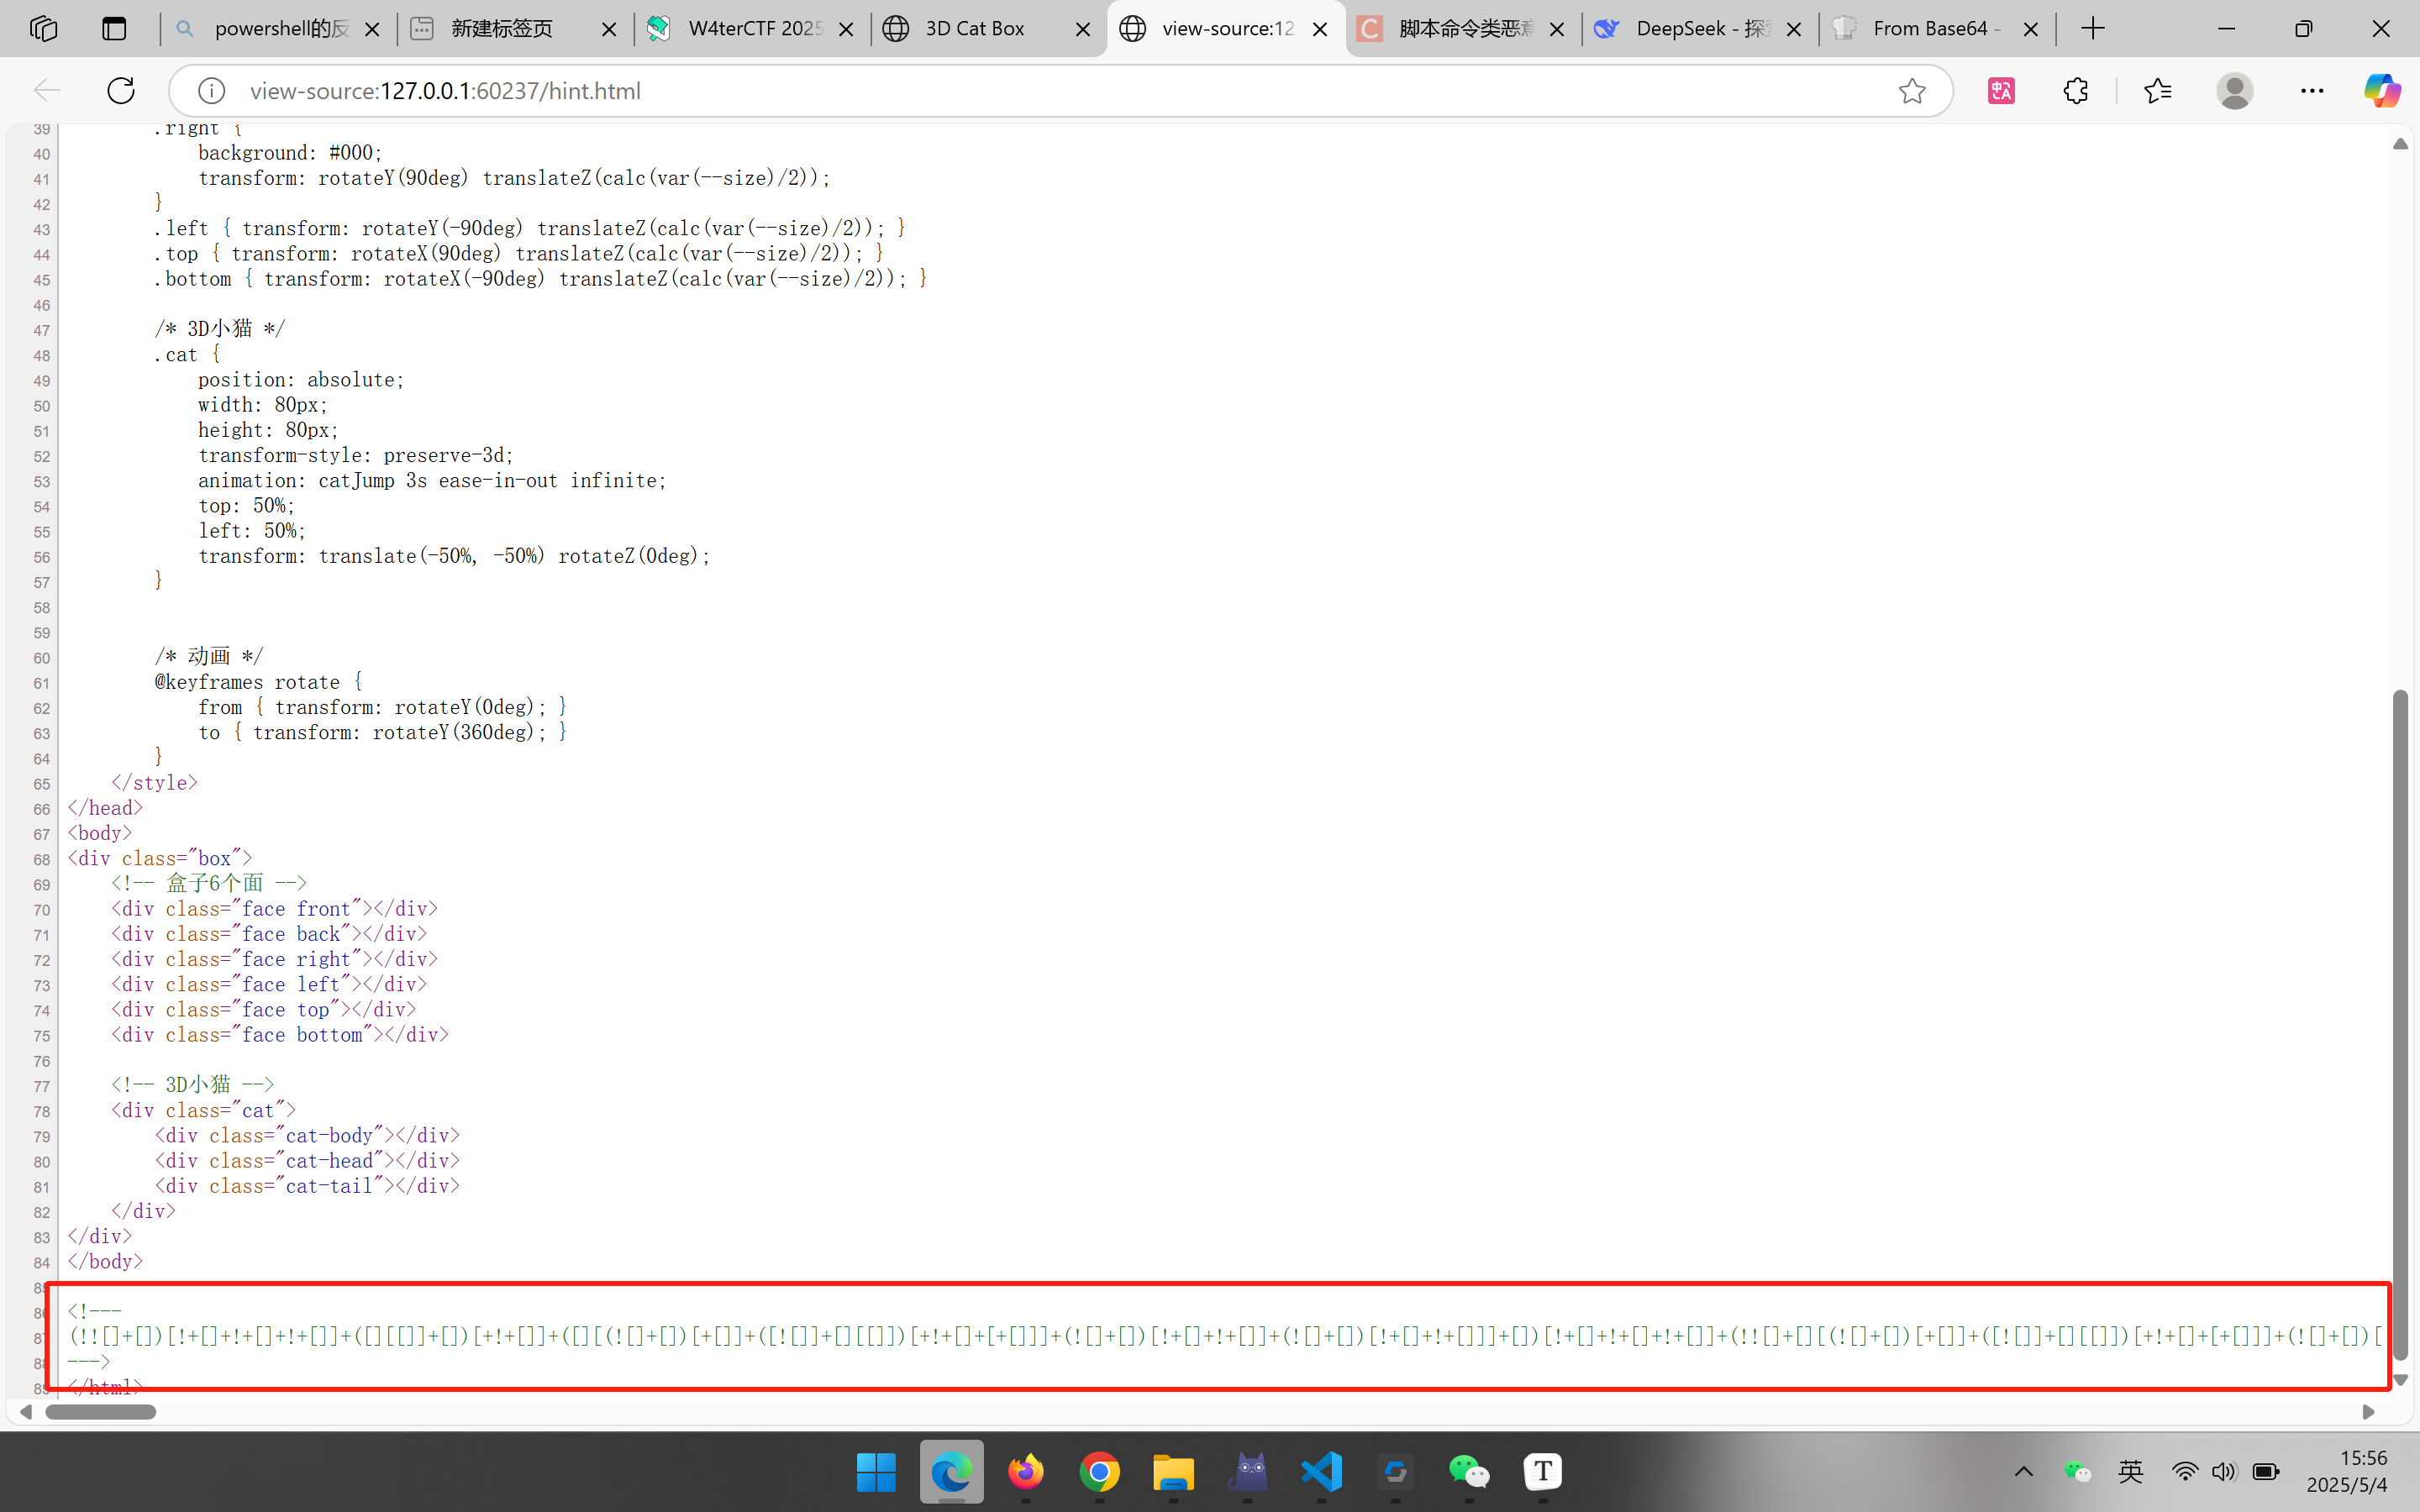 powershell的反
新建标签页
W4terCTF 2025
3D Cat Box
view-source:12
脚本命令类恶意
DeepSeek - 探索
From Base64 -
view-source:127.0.0.1:60237/hint.html
39 .right {
40 background: #000;
41 transform: rotateY(90deg) translateZ(calc(var(--size)/2));
42 }
43 .left { transform: rotateY(-90deg) translateZ(calc(var(--size)/2)); }
44 .top { transform: rotateX(90deg) translateZ(calc(var(--size)/2)); }
45 .bottom { transform: rotateX(-90deg) translateZ(calc(var(--size)/2)); }
46
47 /* 3D小猫 */
48 .cat {
49 position: absolute;
50 width: 80px;
51 height: 80px;
52 transform-style: preserve-3d;
53 animation: catJump 3s ease-in-out infinite;
54 top: 50%;
55 left: 50%;
56 transform: translate(-50%, -50%) rotateZ(0deg);
57 }
58
59
60 /* 动画 */
61 @keyframes rotate {
62 from { transform: rotateY(0deg); }
63 to { transform: rotateY(360deg); }
64 }
65 </style>
66 </head>
67 <body>
68 <div class="box">
69 <!-- 盒子6个面 -->
70 <div class="face front"></div>
71 <div class="face back"></div>
72 <div class="face right"></div>
73 <div class="face left"></div>
74 <div class="face top"></div>
75 <div class="face bottom"></div>
76
77 <!-- 3D小猫 -->
78 <div class="cat">
79 <div class="cat-body"></div>
80 <div class="cat-head"></div>
81 <div class="cat-tail"></div>
82 </div>
83 </div>
84 </body>
85
86 <!---
87 (!![]+[])[!+[]+!+[]+!+[]]+([][[]]+[])[+!+[]]+([][(![]+[])[+[]]+([![]]+[][[]])[+!+[]+[+[]]]+(![]+[])[!+[]+!+[]]+(![]+[])[!+[]+!+[]]]+[])[!+[]+!+[]+!+[]]+(!![]+[][(![]+[])[+[]]+([![]]+[][[]])[+!+[]+[+[]]]+(![]+[])[
88 --->
89 </html>
英
15:56
2025/5/4